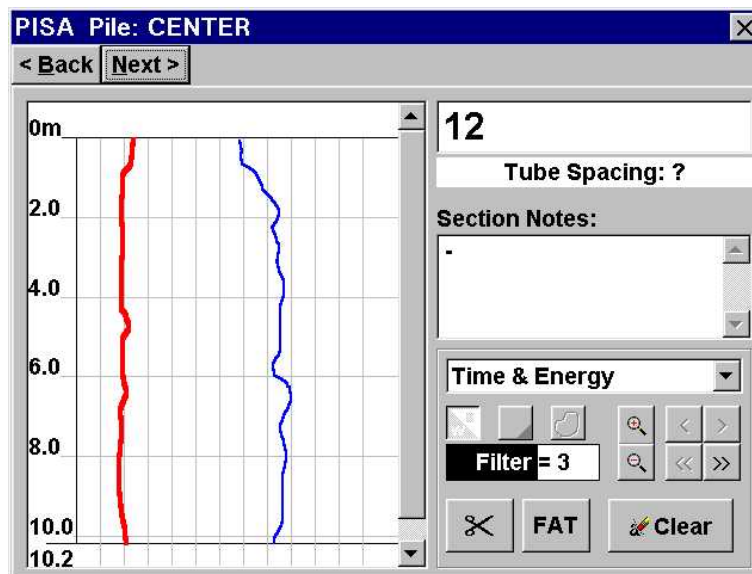 PISA Pile: CENTER
< Back Next >
0m
2.0
4.0
6.0
8.0
10.0
10.2
12
Tube Spacing: ?
Section Notes:
-
Time & Energy
< >
Filter = 3
<< >>
FAT Clear